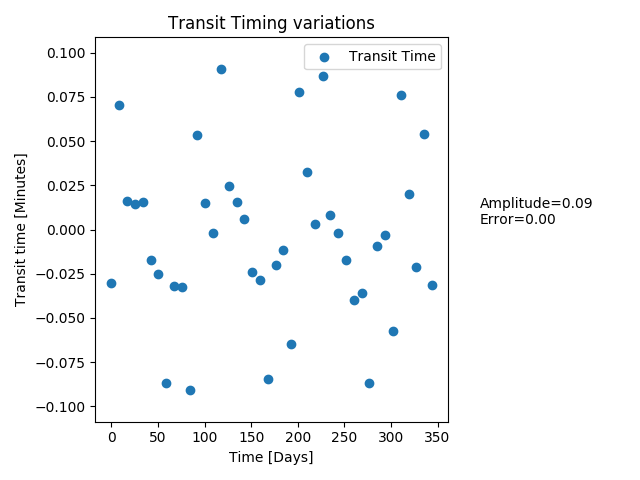 Transit Timing variations
Transit Time
Transit time [Minutes]
0.100
0.075
0.050
0.025
0.000
−0.025
−0.050
−0.075
−0.100
0 50 100 150 200 250 300 350
Time [Days]
Amplitude=0.09
Error=0.00